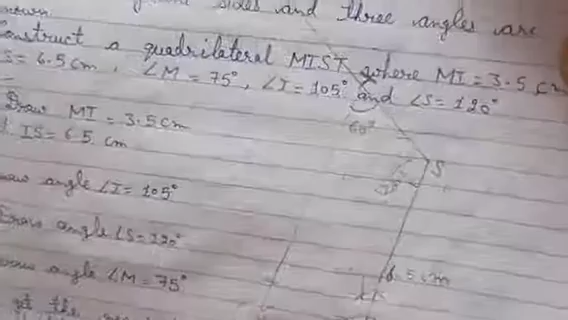 sides and three angles are
Construct a quadrilateral MIST where MI = 3.5 cm
IS = 6.5 cm, ∠M = 75°, ∠I = 105° and ∠S = 120°
Draw MI = 3.5 cm
IS = 6.5 cm
angle ∠I = 105°
Draw angle ∠S = 120°
angle ∠M = 75°
the
60°
S
6.5 cm